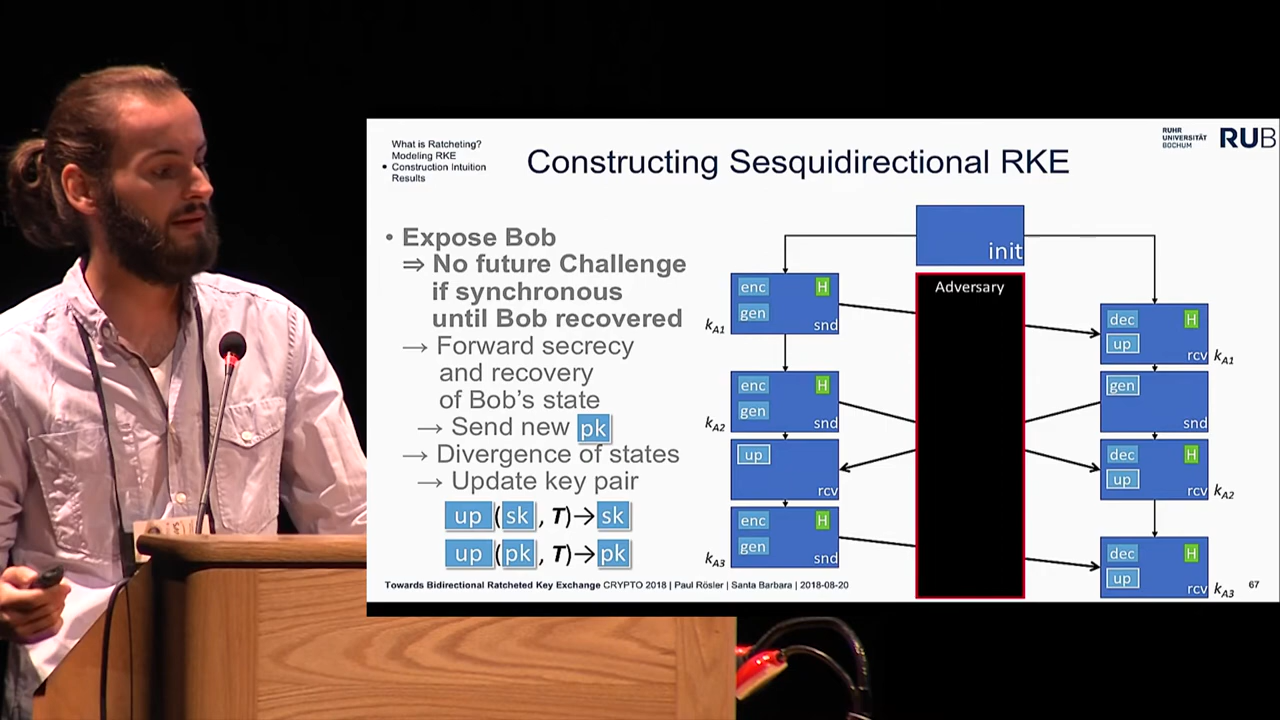 What is Ratcheting?
Modeling RKE
• Construction Intuition
Results
Constructing Sesquidirectional RKE
RUHR
UNIVERSITÄT
BOCHUM
RUB
• Expose Bob
⇒ No future Challenge
if synchronous
until Bob recovered
→ Forward secrecy
and recovery
of Bob's state
→ Send new pk
→ Divergence of states
→ Update key pair
up (sk, T)→ sk
up (pk, T)→ pk
init
Adversary
enc H
gen
snd
kA1
enc H
gen
snd
kA2
up
rcv
enc H
gen
snd
kA3
dec H
up
rcv kA1
gen
snd
dec H
up
rcv kA2
dec H
up
rcv kA3
Towards Bidirectional Ratcheted Key Exchange CRYPTO 2018 | Paul Rösler | Santa Barbara | 2018-08-20
67